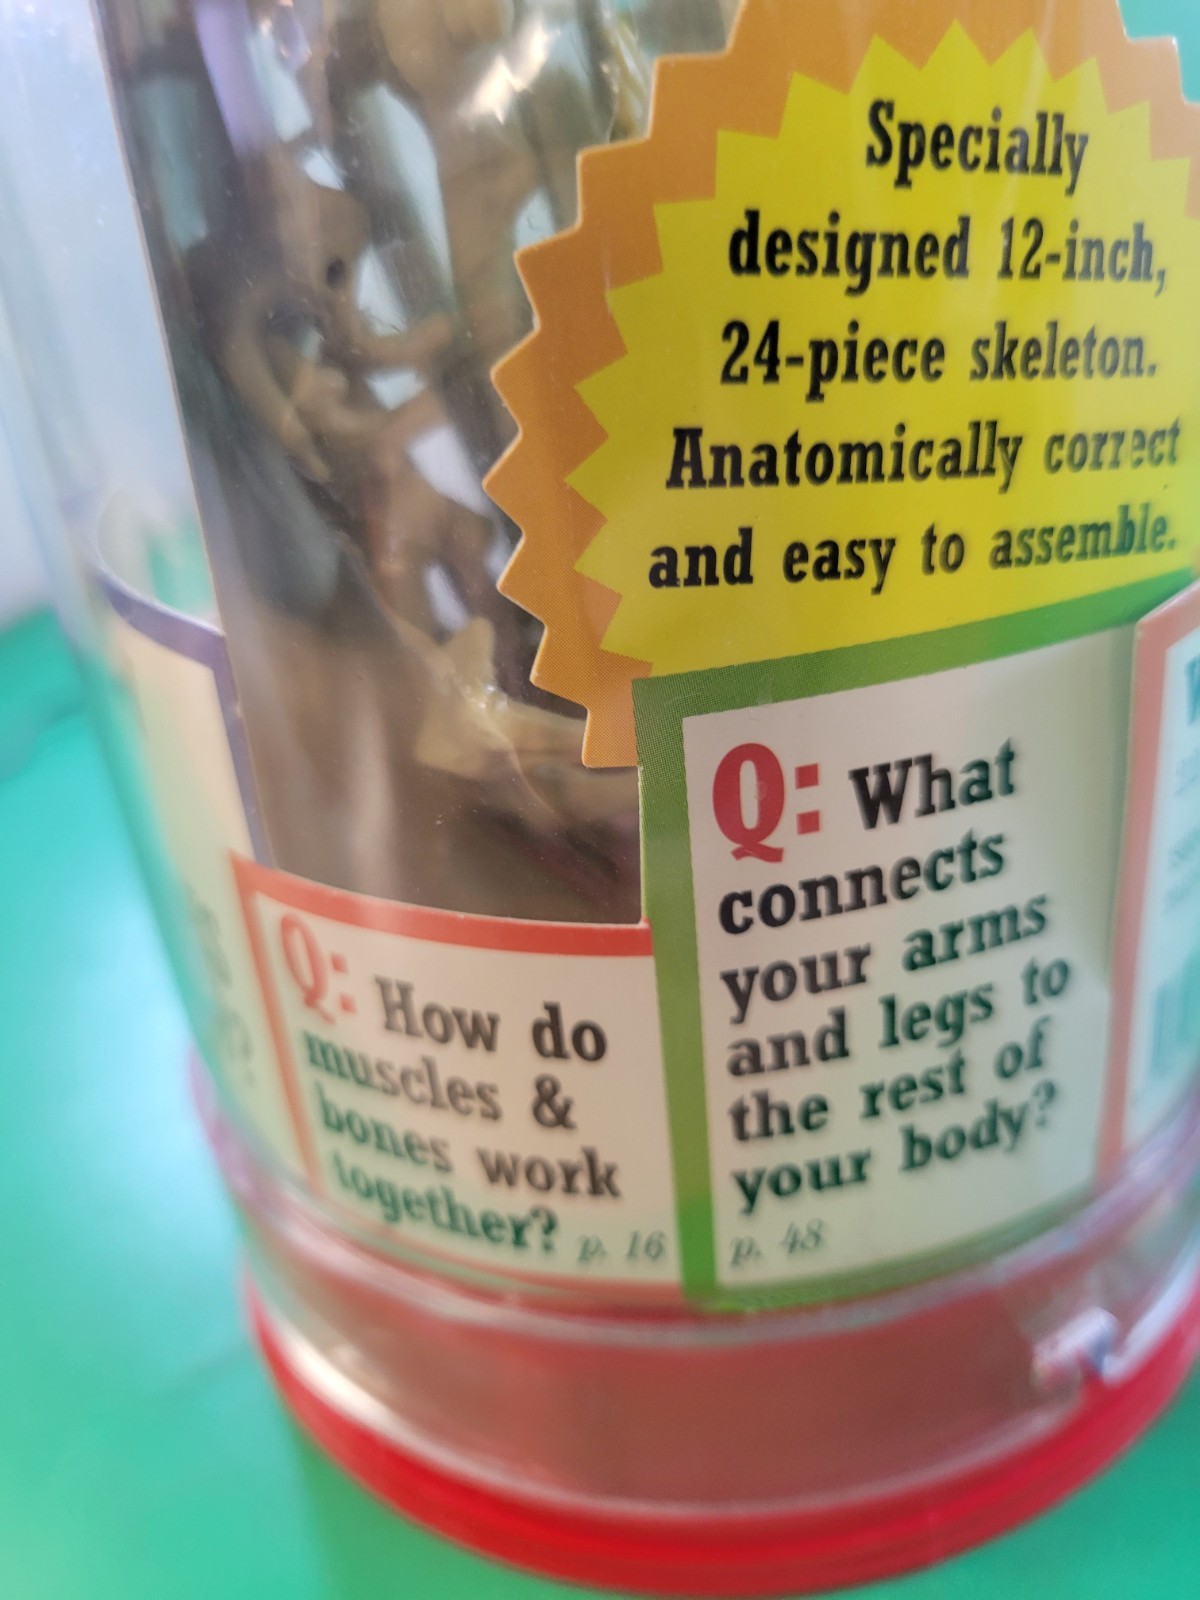 Specially
designed 12-inch,
24-piece skeleton.
Anatomically correct
and easy to assemble.
Q: What
connects
your arms
and legs to
the rest of
your body?
p. 48
Q: How do
muscles &
bones work
together? p. 16